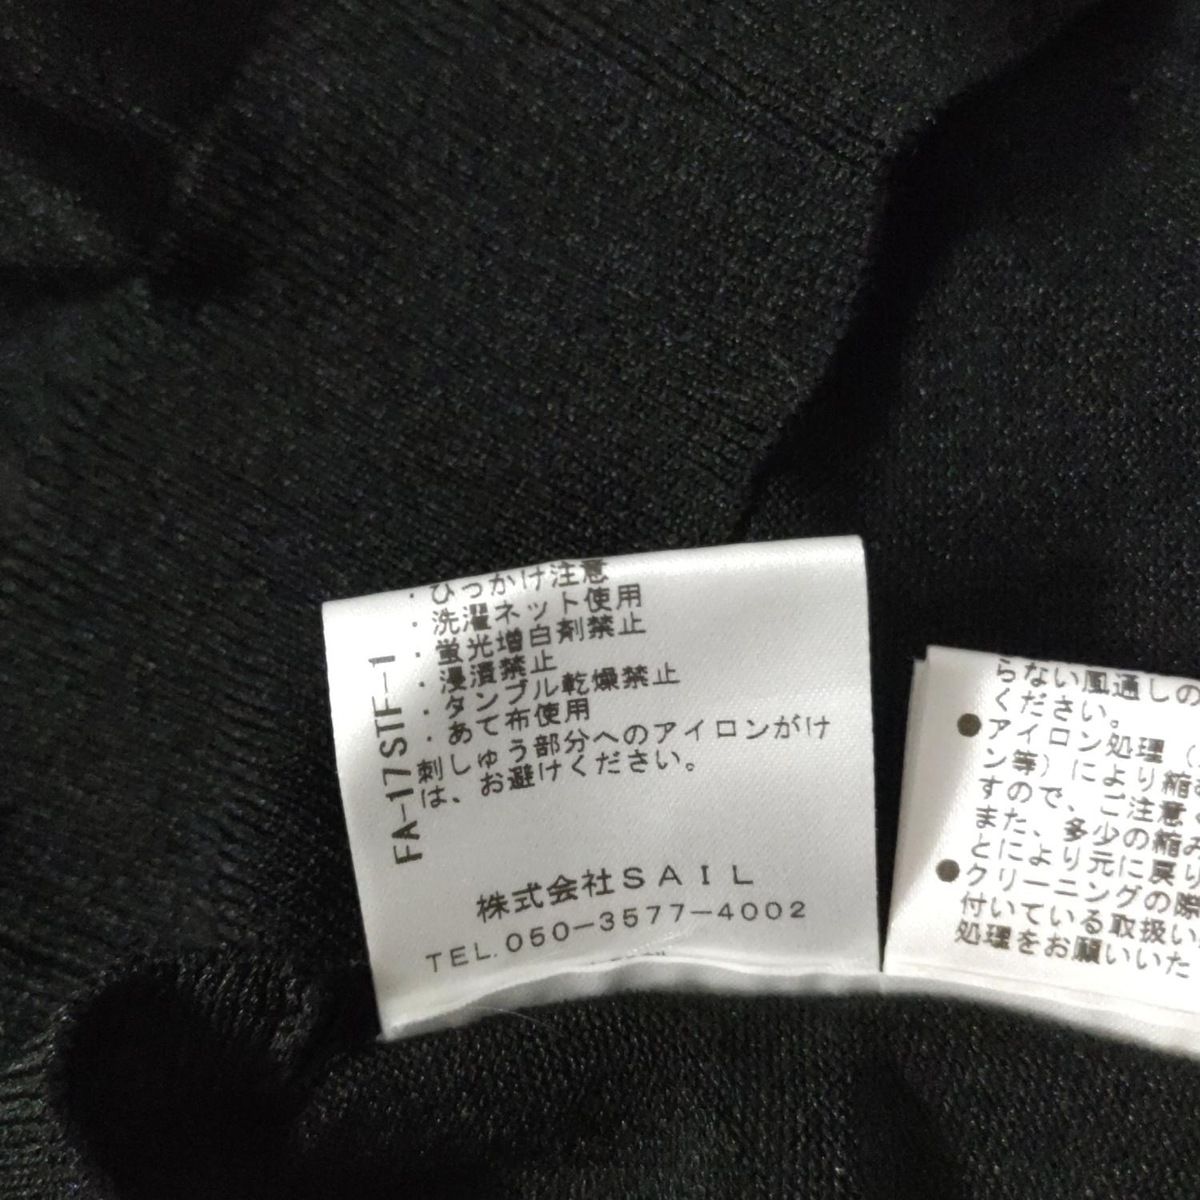 ・ひっかけ注意
・洗濯ネット使用
・蛍光増白剤禁止
・浸漬禁止
・タンブル乾燥禁止
・あて布使用
刺しゅう部分へのアイロンがけ
は、お避けください。
FA-17STF-1
株式会社SAIL
TEL.050-3577-4002
らない風通しの
ください。
●アイロン処理(
ン等)により縮み
すので、ご注意く
また、多少の縮み
とにより元に戻り
●クリーニングの際
付いている取扱い
処理をお願いいた